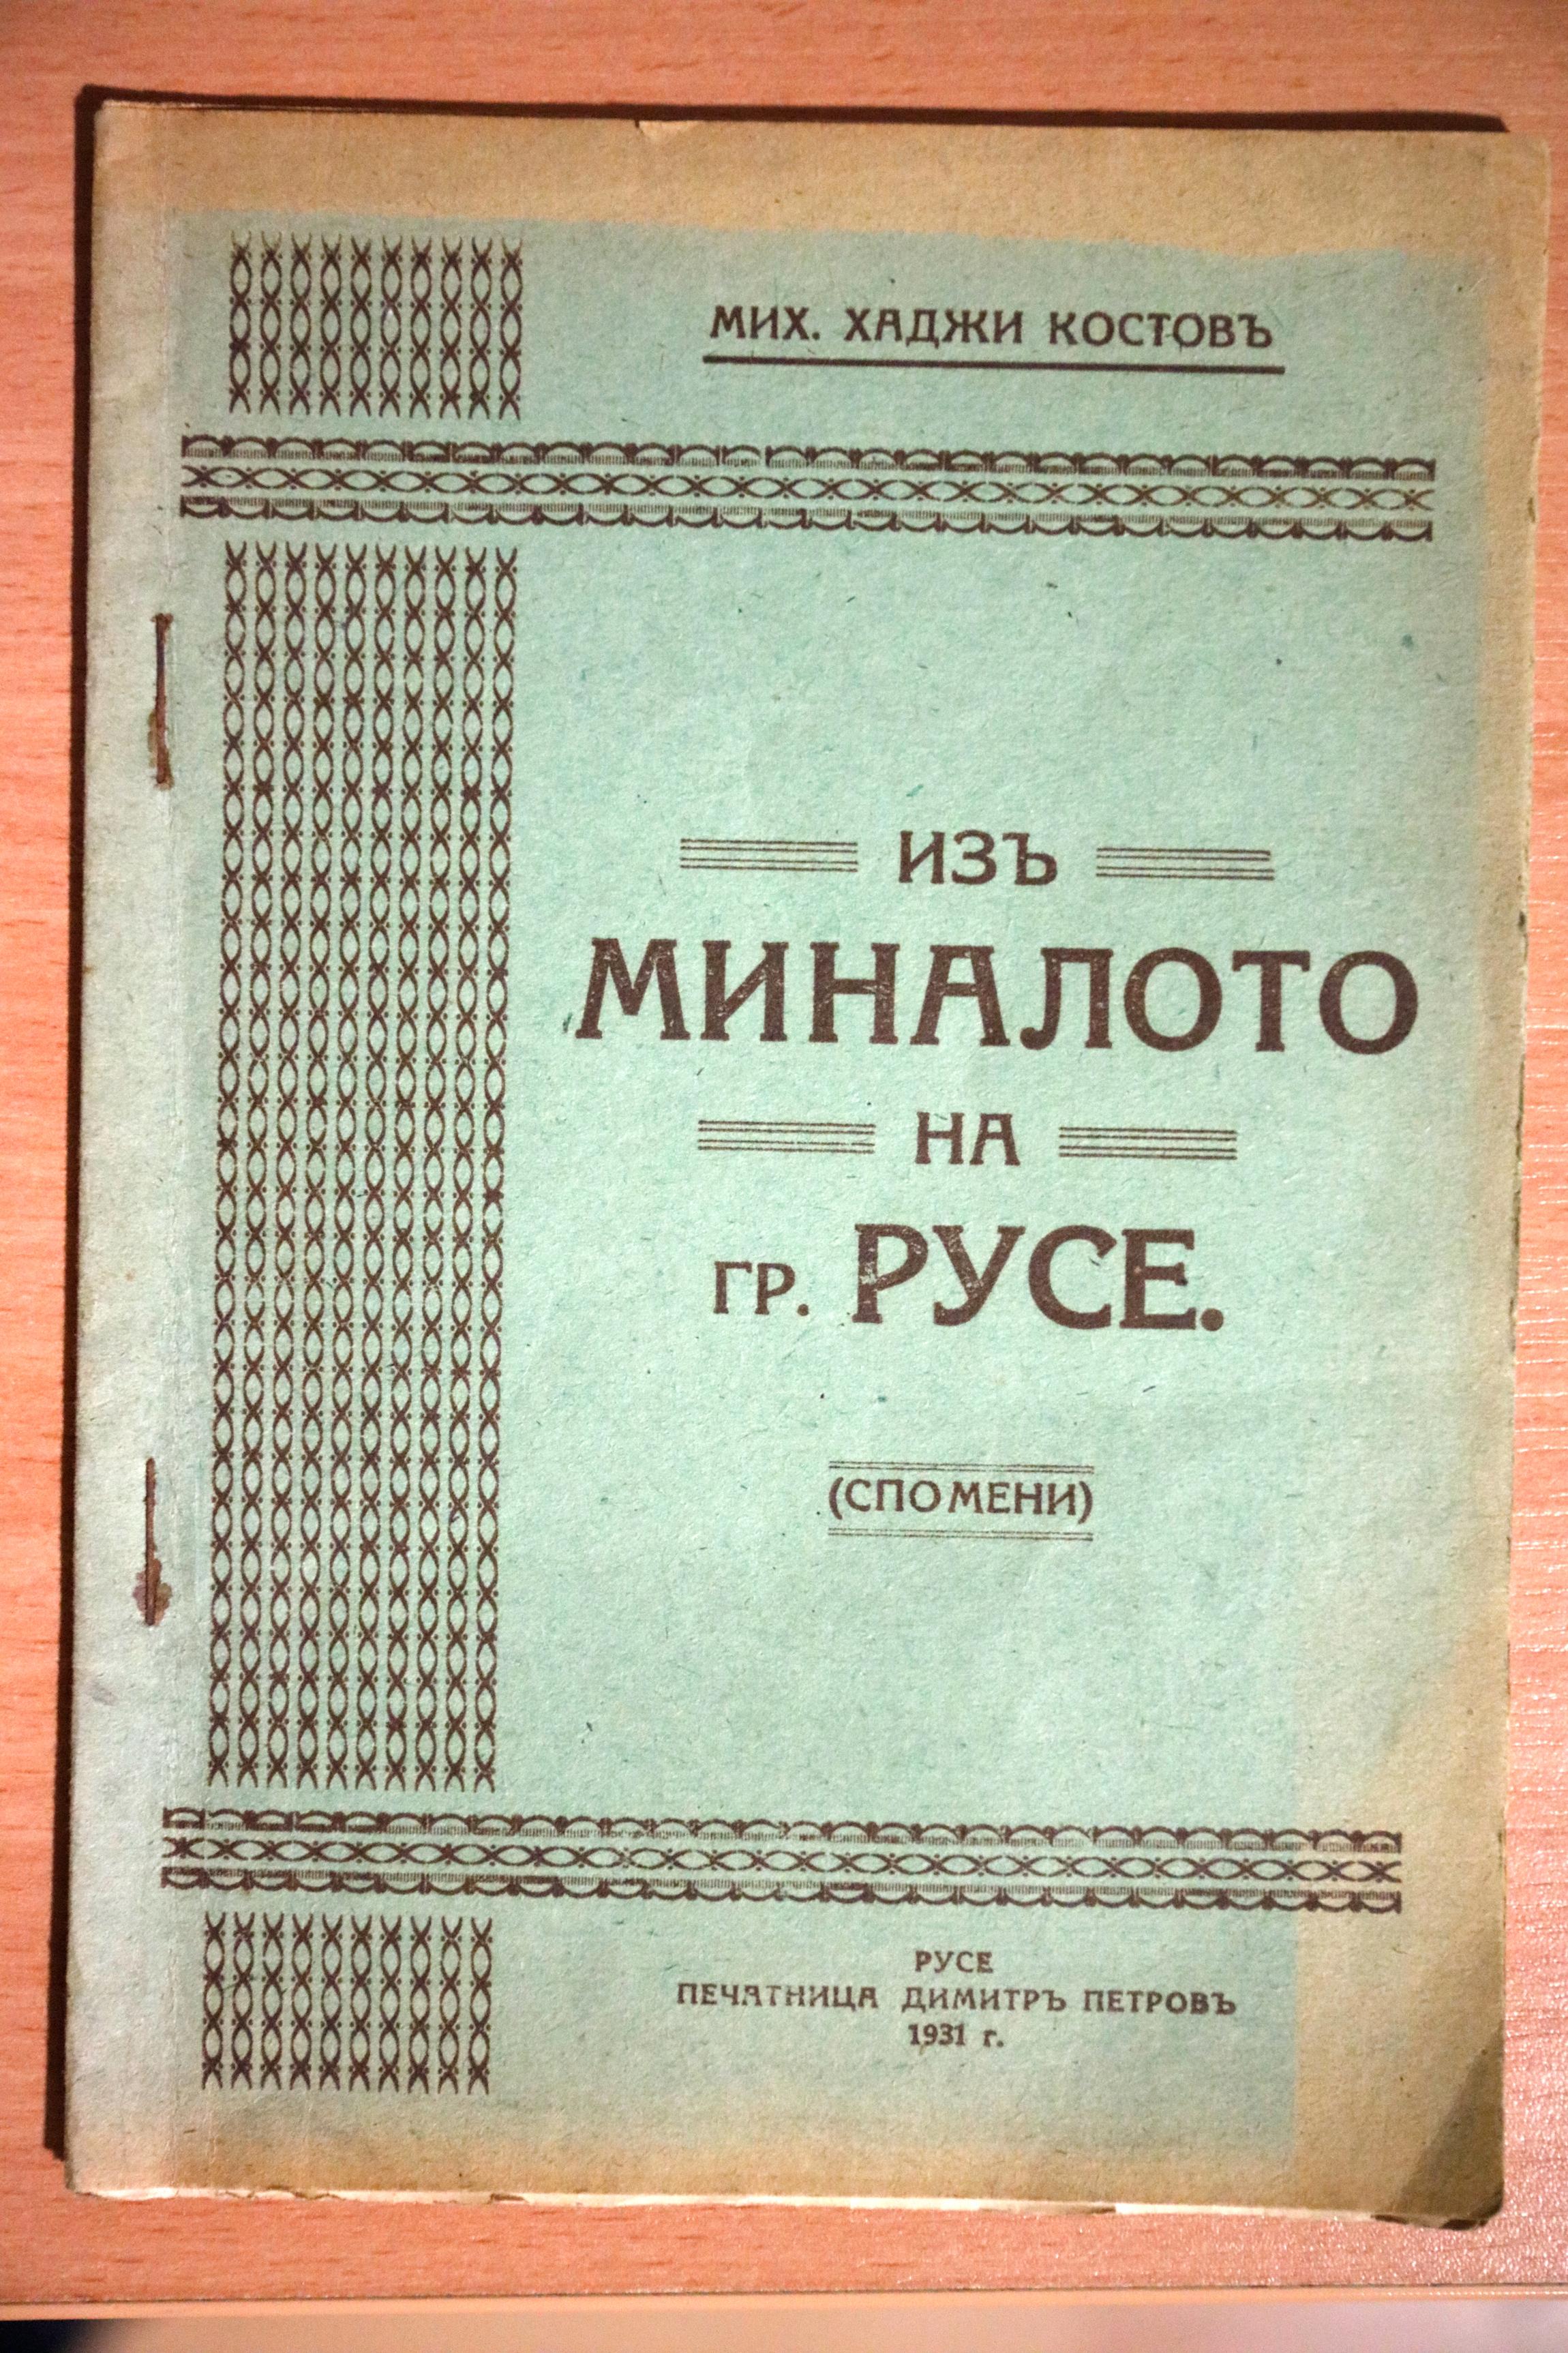 МИХ. ХАДЖИ КОСТОВЪ
ИЗЪ
МИНАЛОТО
НА
ГР. РУСЕ.
(СПОМЕНИ)
РУСЕ
ПЕЧАТНИЦА ДИМИТРЪ ПЕТРОВЪ
1931 г.